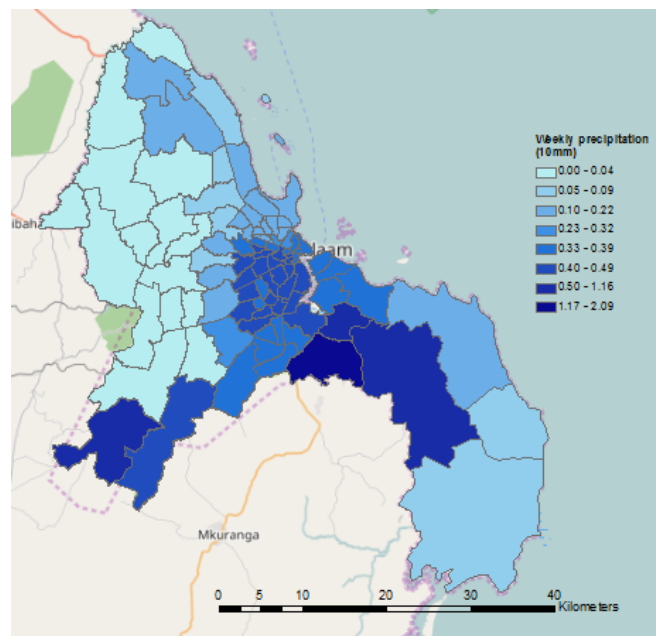 Weekly precipitation
(10mm)
0.00 - 0.04
0.05 - 0.09
0.10 - 0.22
0.23 - 0.32
0.33 - 0.39
0.40 - 0.49
0.50 - 1.16
1.17 - 2.09
ibaha
laam
Mkuranga
0 5 10 20 30 40
Kilometers